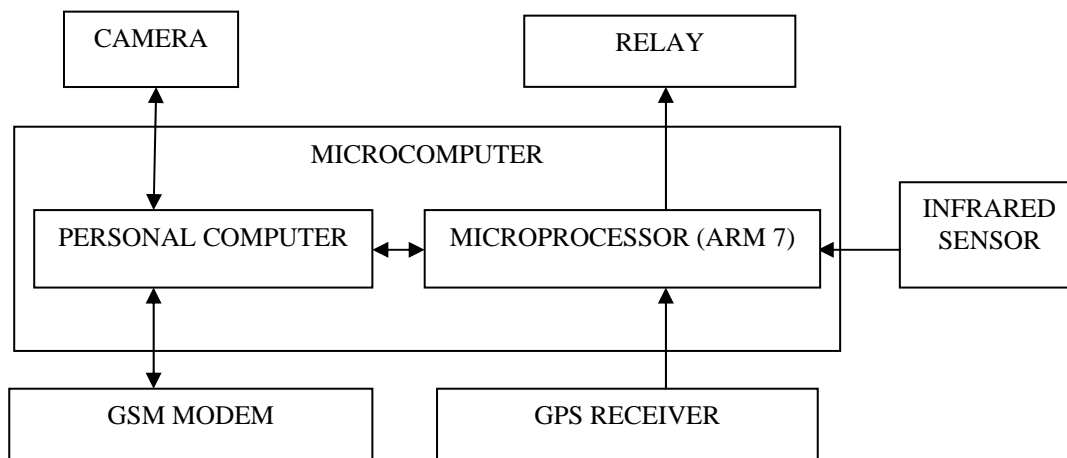 CAMERA
RELAY
MICROCOMPUTER
PERSONAL COMPUTER
MICROPROCESSOR (ARM 7)
INFRARED
SENSOR
GSM MODEM
GPS RECEIVER